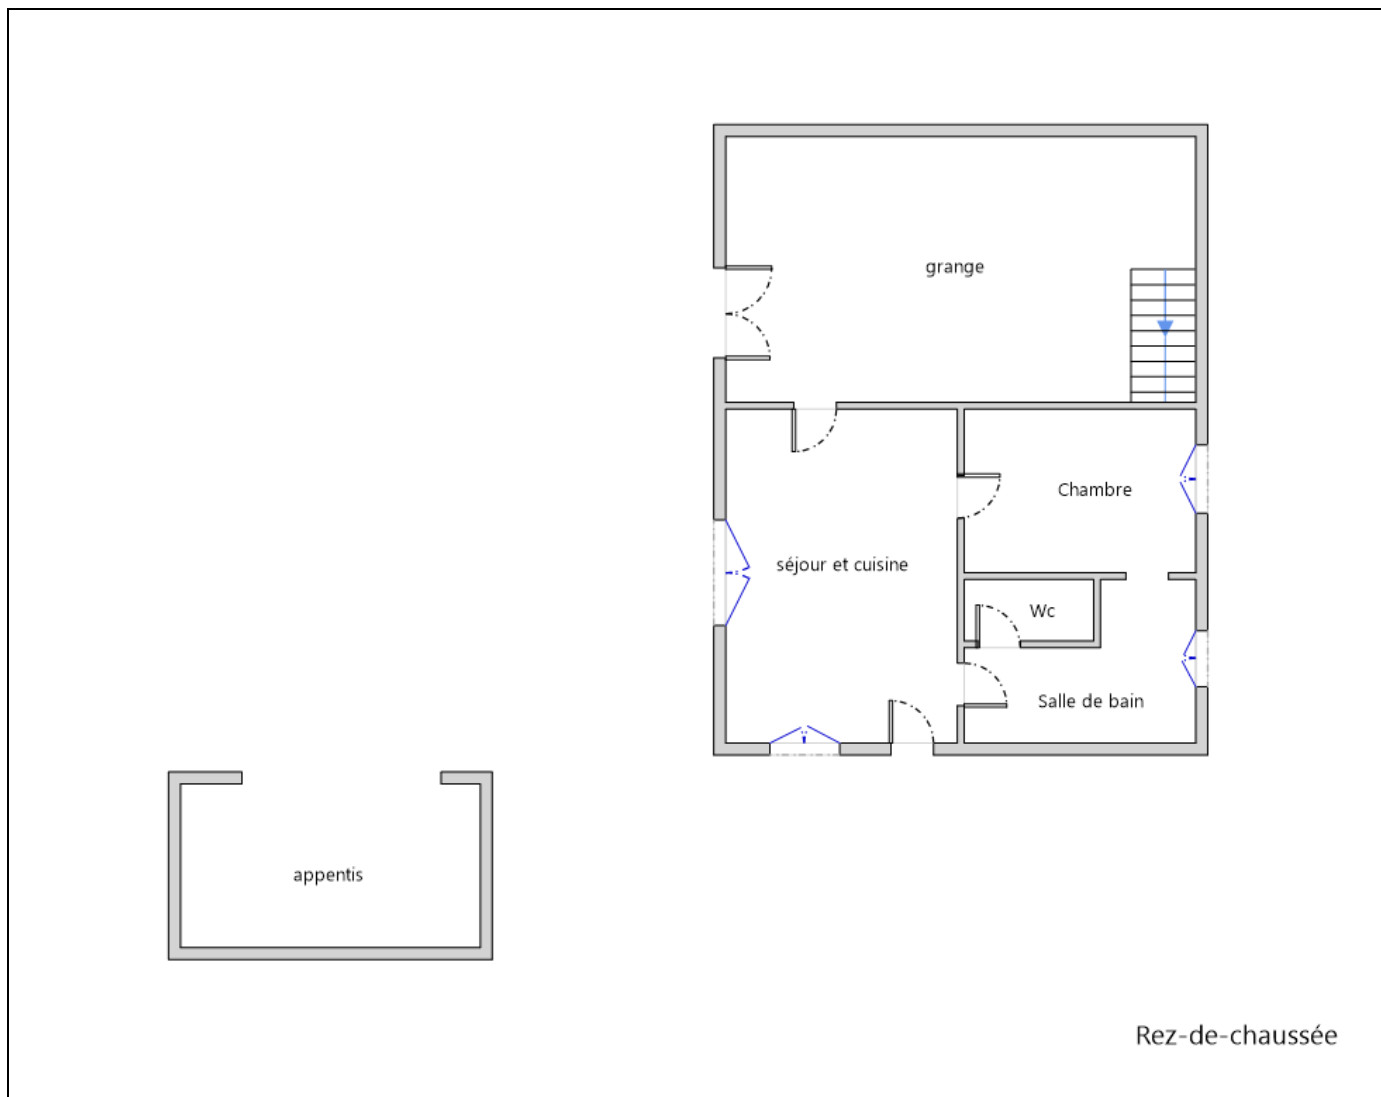 grange
Chambre
séjour et cuisine
Wc
Salle de bain
appentis
Rez-de-chaussée